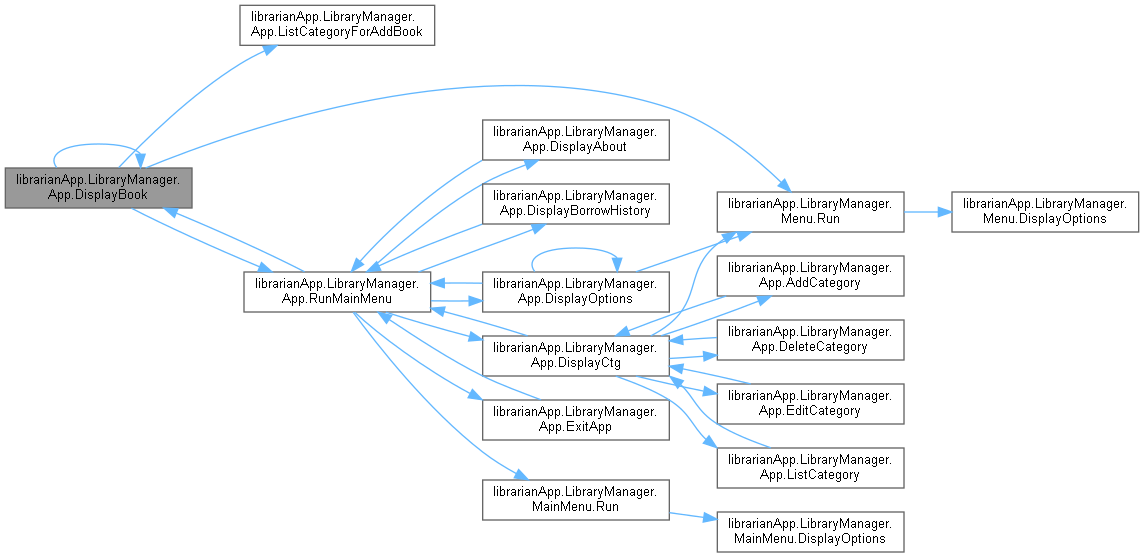 librarianApp.LibraryManager.
App.ListCategoryForAddBook
librarianApp.LibraryManager.
App.DisplayBook
librarianApp.LibraryManager.
App.RunMainMenu
librarianApp.LibraryManager.
App.DisplayAbout
librarianApp.LibraryManager.
App.DisplayBorrowHistory
librarianApp.LibraryManager.
App.DisplayOptions
librarianApp.LibraryManager.
App.DisplayCtg
librarianApp.LibraryManager.
App.ExitApp
librarianApp.LibraryManager.
MainMenu.Run
librarianApp.LibraryManager.
Menu.Run
librarianApp.LibraryManager.
App.AddCategory
librarianApp.LibraryManager.
App.DeleteCategory
librarianApp.LibraryManager.
App.EditCategory
librarianApp.LibraryManager.
App.ListCategory
librarianApp.LibraryManager.
MainMenu.DisplayOptions
librarianApp.LibraryManager.
Menu.DisplayOptions